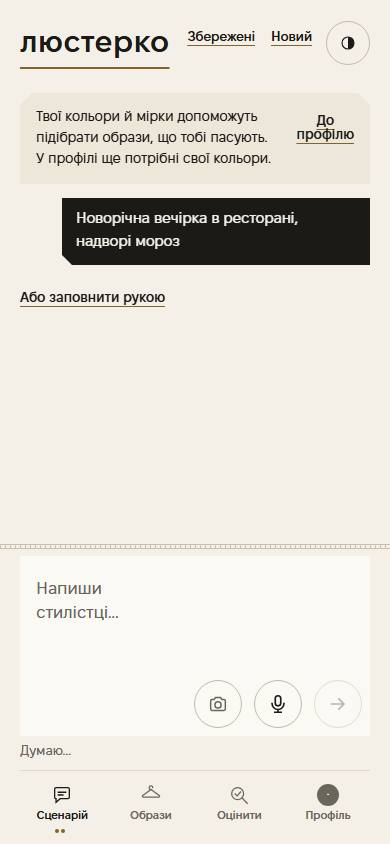 люстерко
Збережені
Новий
Твої кольори й мірки допоможуть
підібрати образи, що тобі пасують.
У профілі ще потрібні свої кольори.
До
профілю
Новорічна вечірка в ресторані,
надворі мороз
Або заповнити рукою
Напиши
стилістці…
Думаю…
Сценарій
Образи
Оцінити
Профіль